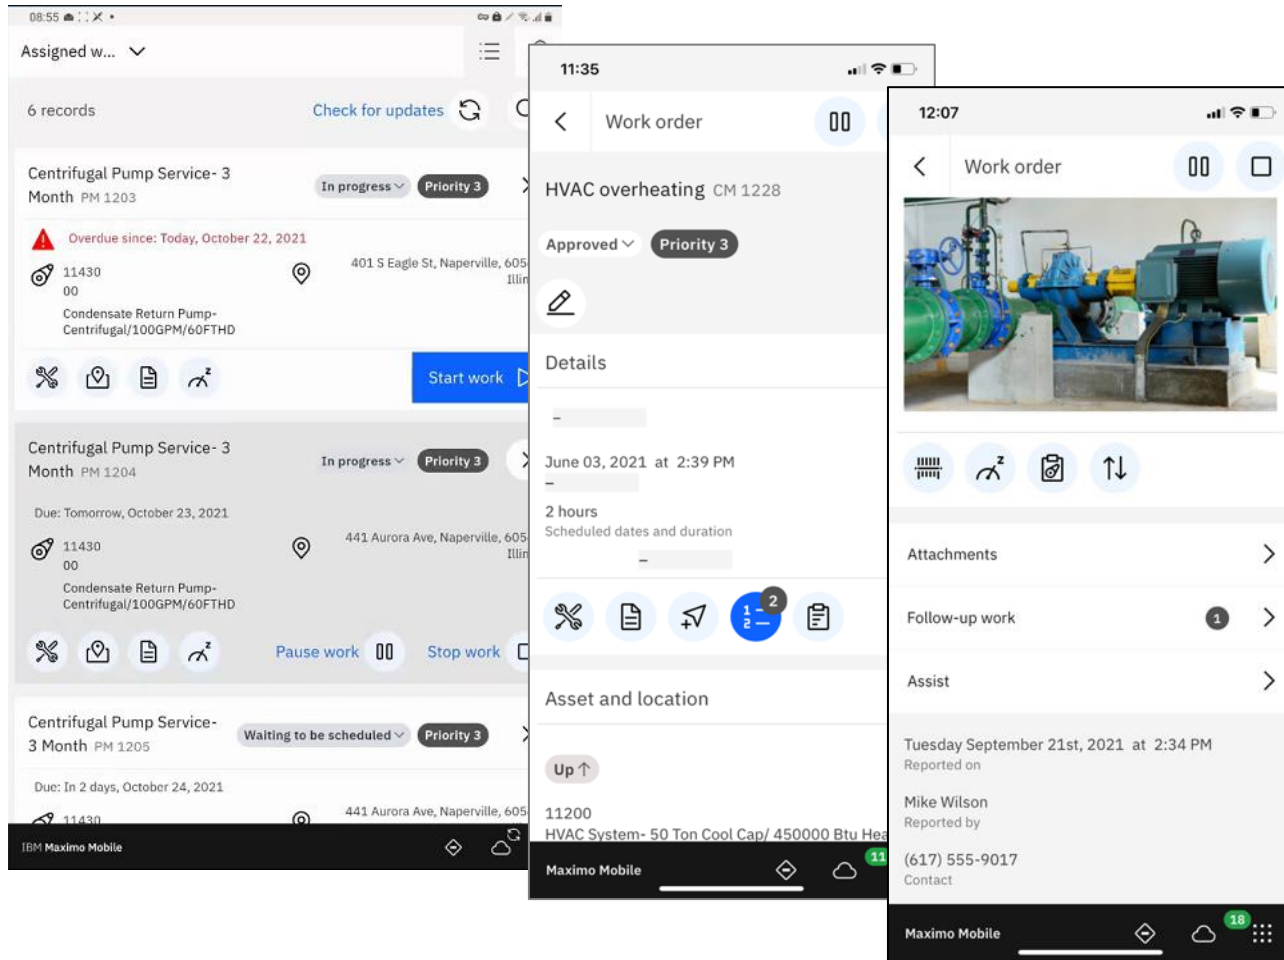 08:55
Assigned w...
6 records
Check for updates
Centrifugal Pump Service- 3
Month PM 1203
In progress
Priority 3
Overdue since: Today, October 22, 2021
11430
00
401 S Eagle St, Naperville, 605
Illin
Condensate Return Pump-
Centrifugal/100GPM/60FTHD
Start work
Centrifugal Pump Service- 3
Month PM 1204
In progress
Priority 3
Due: Tomorrow, October 23, 2021
11430
00
441 Aurora Ave, Naperville, 605
Illin
Condensate Return Pump-
Centrifugal/100GPM/60FTHD
Pause work
Stop work
Centrifugal Pump Service-
3 Month PM 1205
Waiting to be scheduled
Priority 3
Due: In 2 days, October 24, 2021
11430
441 Aurora Ave, Naperville, 605
IBM Maximo Mobile
11:35
Work order
HVAC overheating CM 1228
Approved
Priority 3
Details
–
June 03, 2021 at 2:39 PM
–
2 hours
Scheduled dates and duration
–
1 —
2 —
2
Asset and location
Up ↑
11200
HVAC System- 50 Ton Cool Cap/ 450000 Btu Hea
Maximo Mobile
11
12:07
Work order
Attachments
Follow-up work
1
Assist
Tuesday September 21st, 2021 at 2:34 PM
Reported on
Mike Wilson
Reported by
(617) 555-9017
Contact
Maximo Mobile
18